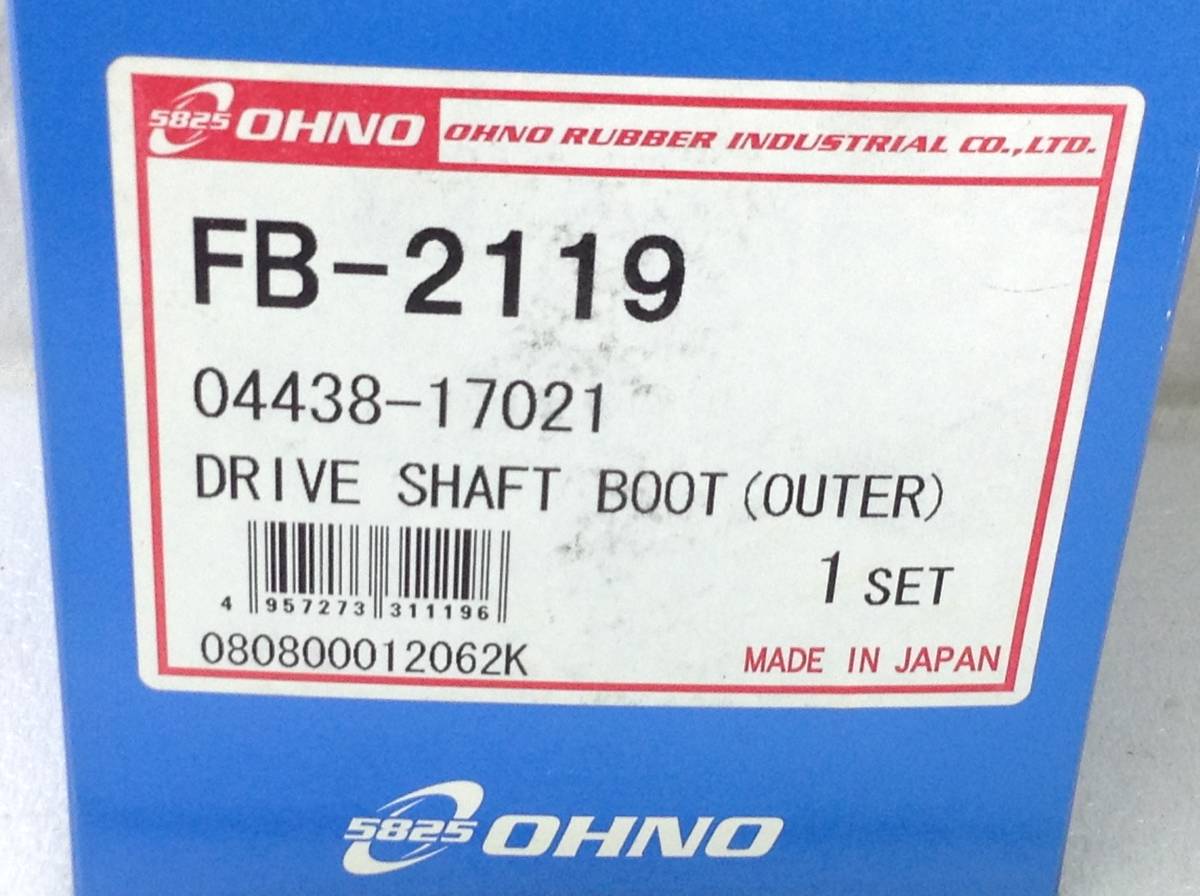 5825 OHNO OHNO RUBBER INDUSTRIAL CO.,LTD.
FB-2119
04438-17021
DRIVE SHAFT BOOT(OUTER)
4 957273 311196
1 SET
080800012062K
MADE IN JAPAN
5825 OHNO